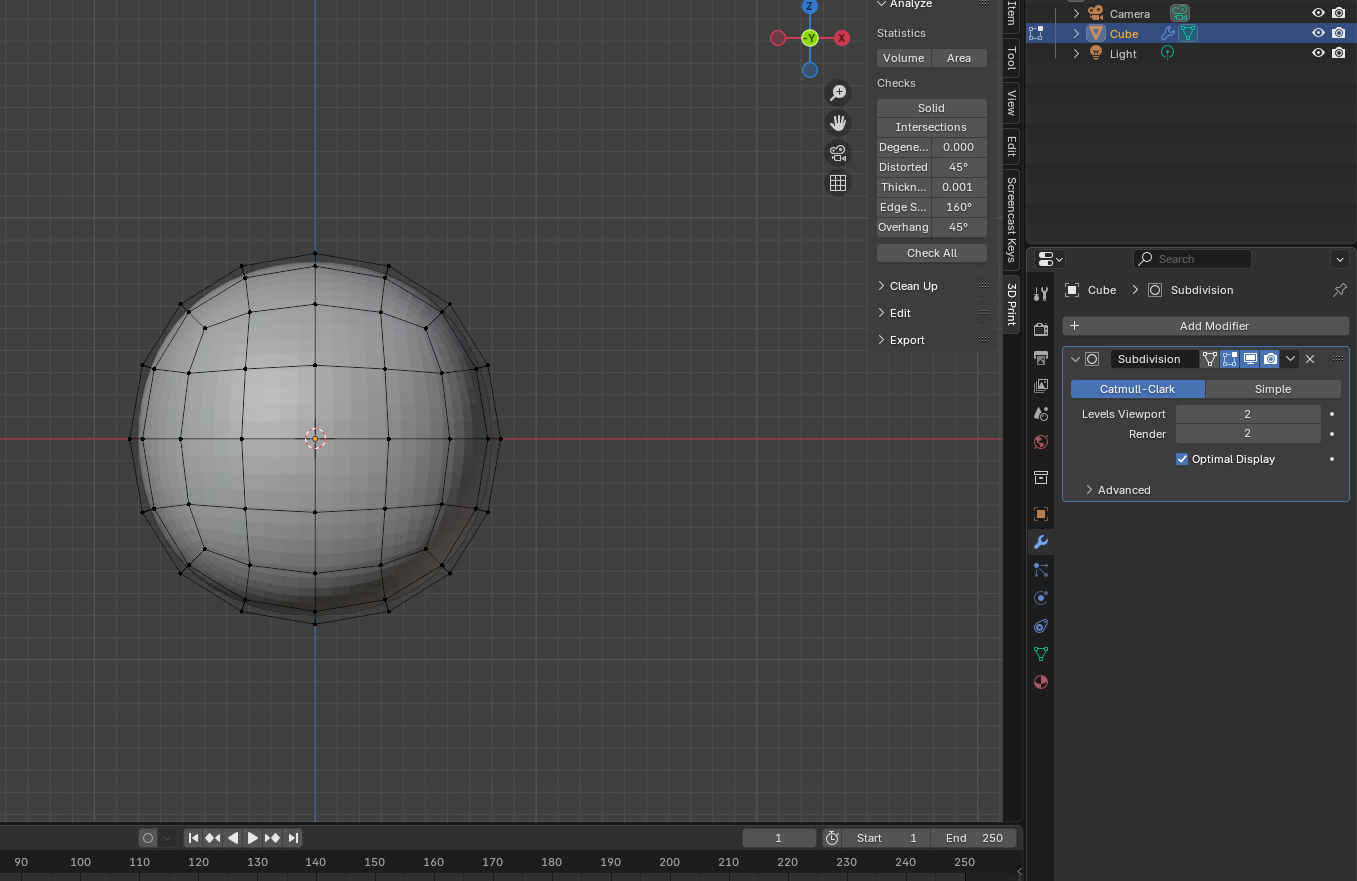 Analyze
Statistics
Volume Area
Checks
Solid
Intersections
Degene... 0.000
Distorted 45°
Thickn... 0.001
Edge S... 160°
Overhang 45°
Check All
Clean Up
Edit
Export
Z
-Y
X
Item
Tool
View
Edit
Screencast Keys
3D Print
Camera
Cube
Light
Search
Cube Subdivision
Add Modifier
Subdivision
Catmull-Clark Simple
Levels Viewport 2
Render 2
Optimal Display
Advanced
1 Start 1 End 250
90 100 110 120 130 140 150 160 170 180 190 200 210 220 230 240 250